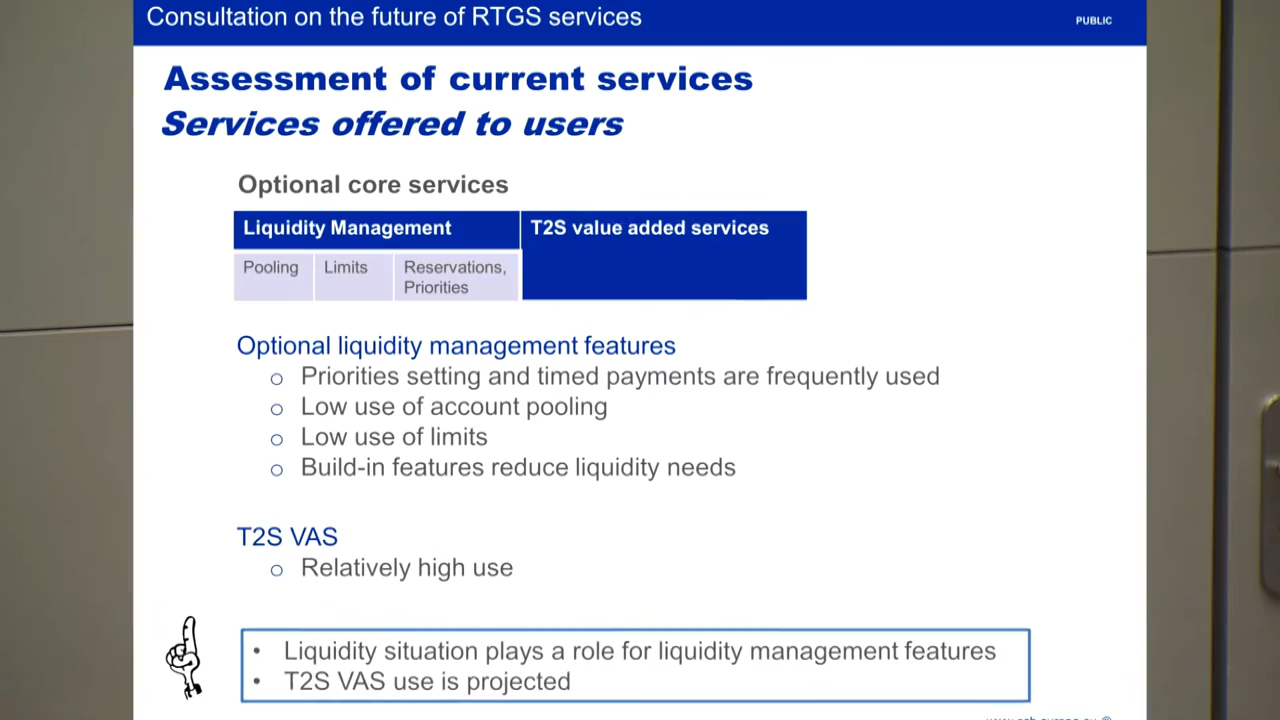 Consultation on the future of RTGS services
PUBLIC
Assessment of current services
Services offered to users
Optional core services
Liquidity Management
T2S value added services
Pooling
Limits
Reservations,
Priorities
Optional liquidity management features
o Priorities setting and timed payments are frequently used
o Low use of account pooling
o Low use of limits
o Build-in features reduce liquidity needs
T2S VAS
o Relatively high use
• Liquidity situation plays a role for liquidity management features
• T2S VAS use is projected